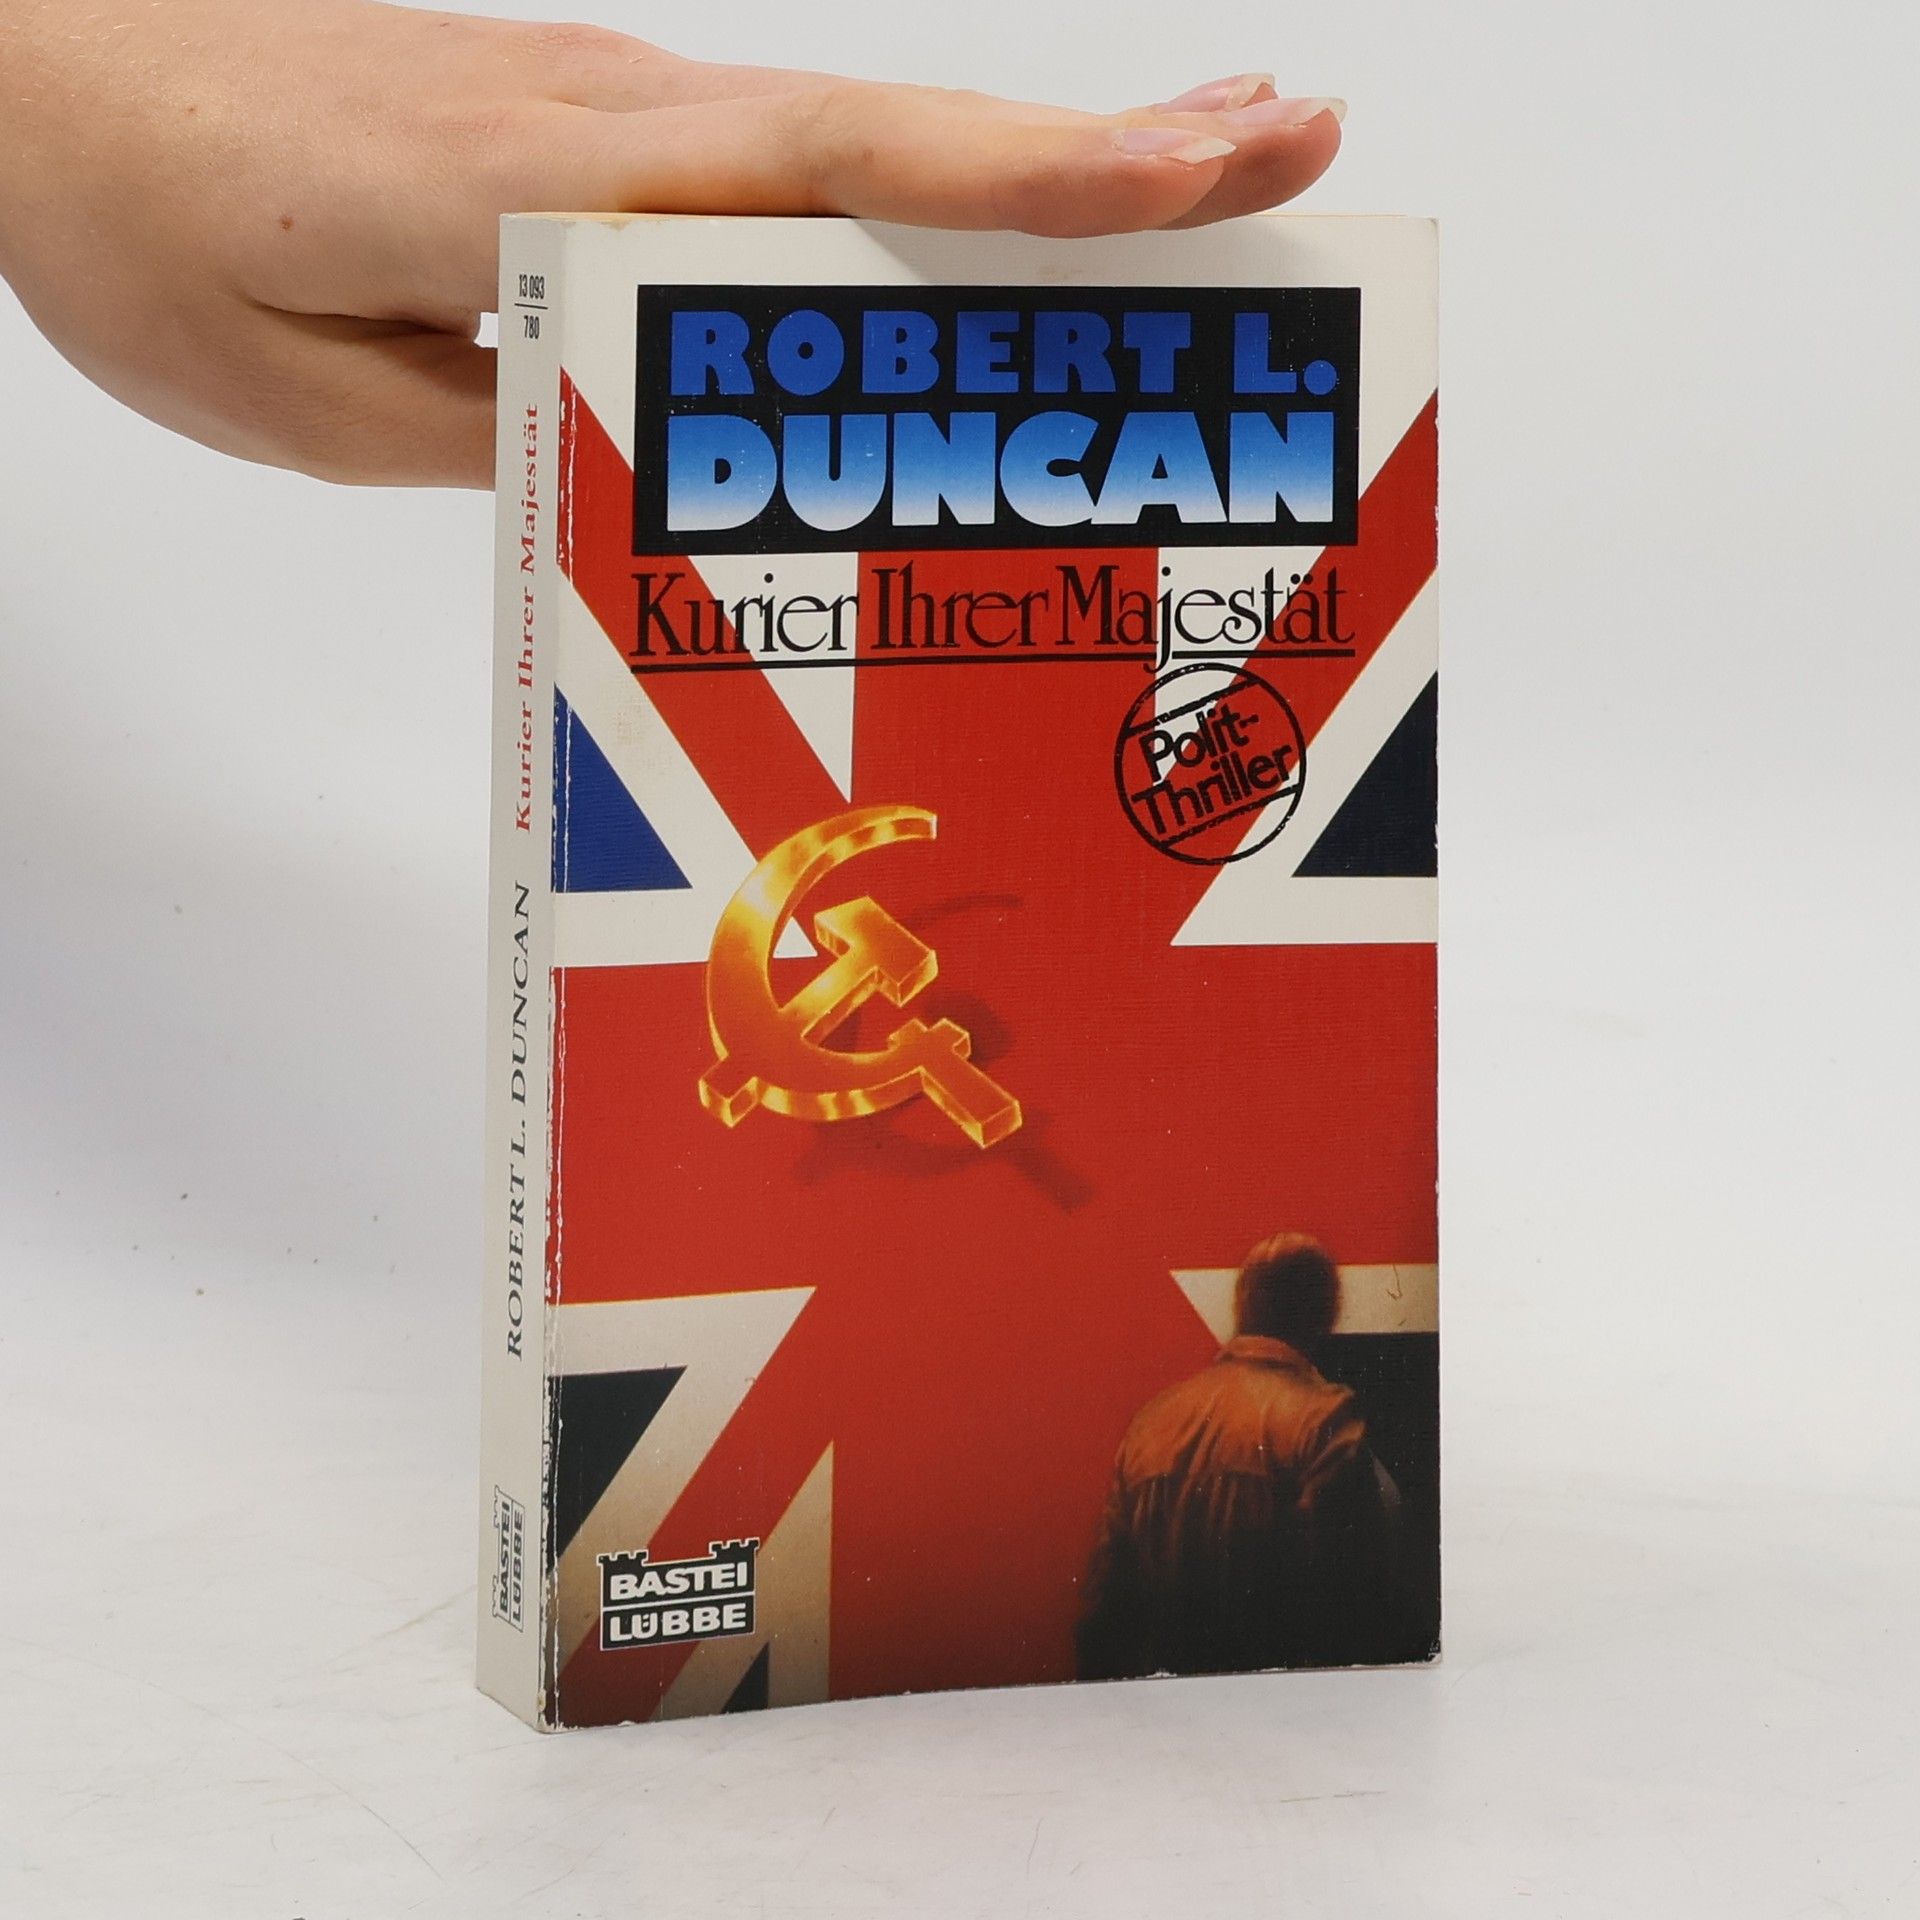 ROBERT L.
DUNCAN
Kurier Ihrer Majestät
Polit-
Thriller
BASTEI
LÜBBE
13 093
780
ROBERT L. DUNCAN Kurier Ihrer Majestät
BASTEI
LÜBBE